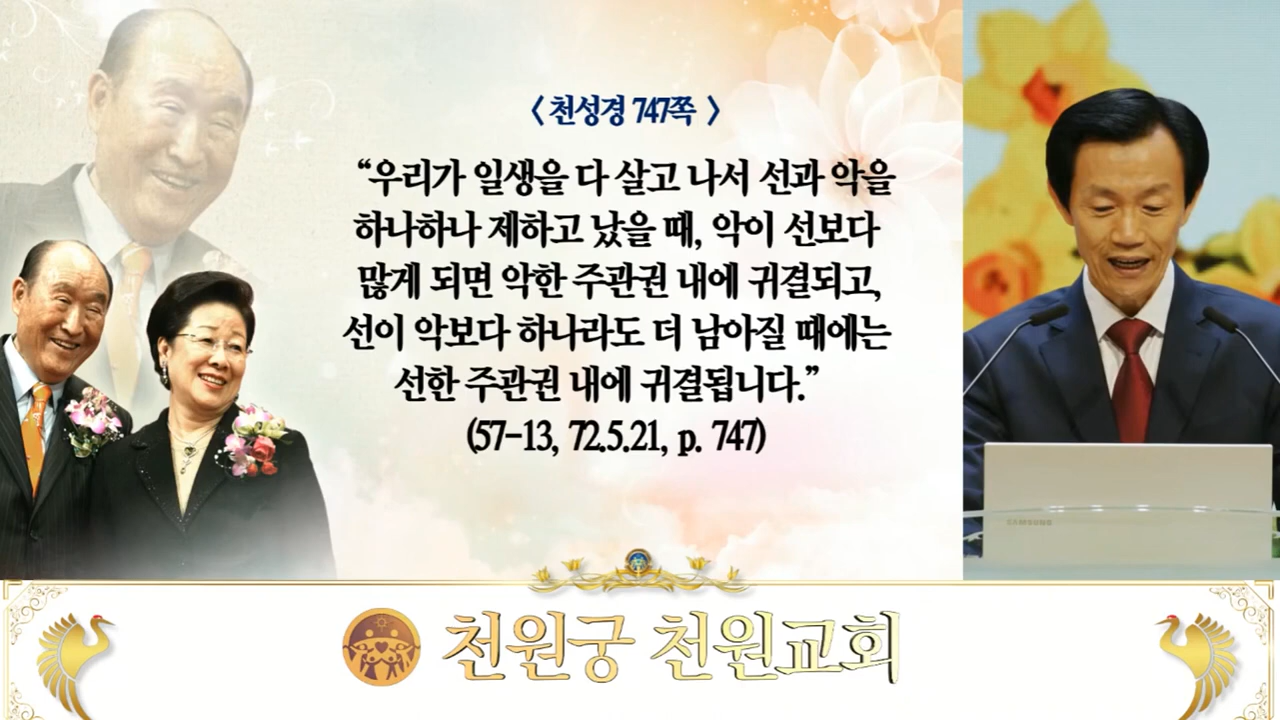 < 천성경 747쪽 >
“우리가 일생을 다 살고 나서 선과 악을
하나하나 제하고 났을 때, 악이 선보다
많게 되면 악한 주관권 내에 귀결되고,
선이 악보다 하나라도 더 남아질 때에는
선한 주관권 내에 귀결됩니다.”
(57-13, 72.5.21, p. 747)
SAMSUNG
천원궁 천원교회